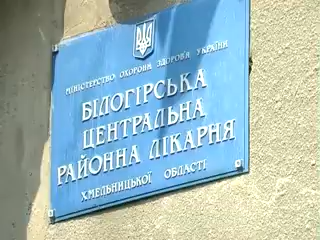 МІНІСТЕРСТВО ОХОРОНИ ЗДОРОВ'Я УКРАЇНИ
БІЛОГІРСЬКА
ЦЕНТРАЛЬНА
РАЙОННА ЛІКАРНЯ
ХМЕЛЬНИЦЬКОЇ ОБЛАСТІ